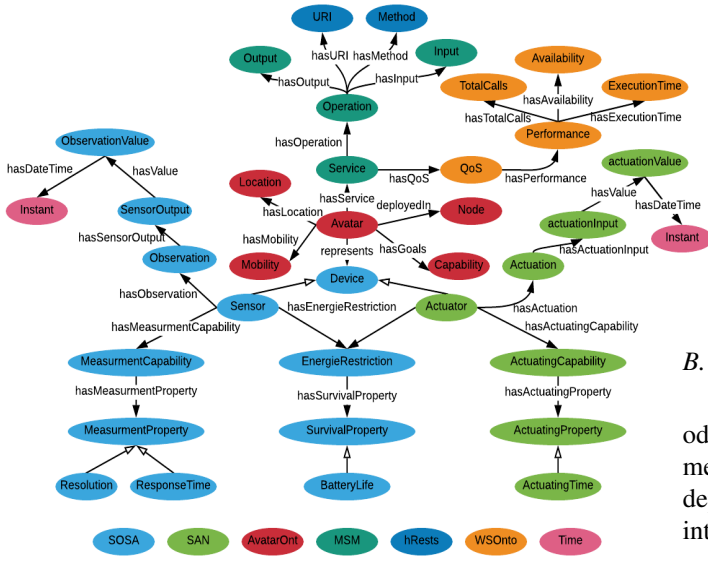 URI
Method
hasURI
hasMethod
Output
Input
hasOutput
hasInput
Operation
Availability
TotalCalls
ExecutionTime
hasAvailability
hasTotalCalls
hasExecutionTime
Performance
ObservationValue
hasOperation
hasDateTime
hasValue
Service
hasQoS
QoS
hasPerformance
actuationValue
Location
hasService
hasValue
hasDateTime
Instant
SensorOutput
hasLocation
deployedIn
Node
actuationInput
Avatar
hasSensorOutput
hasMobility
represents
hasGoals
hasActuationInput
Instant
Observation
Mobility
Capability
Actuation
Device
hasObservation
Sensor
hasEnergieRestriction
Actuator
hasActuation
hasMeasurmentCapability
hasActuatingCapability
MeasurmentCapability
EnergieRestriction
ActuatingCapability
B.
hasMeasurmentProperty
hasSurvivalProperty
hasActuatingProperty
MeasurmentProperty
SurvivalProperty
ActuatingProperty
od
me
de
int
Resolution
ResponseTime
BatteryLife
ActuatingTime
SOSA
SAN
AvatarOnt
MSM
hRests
WSOnto
Time